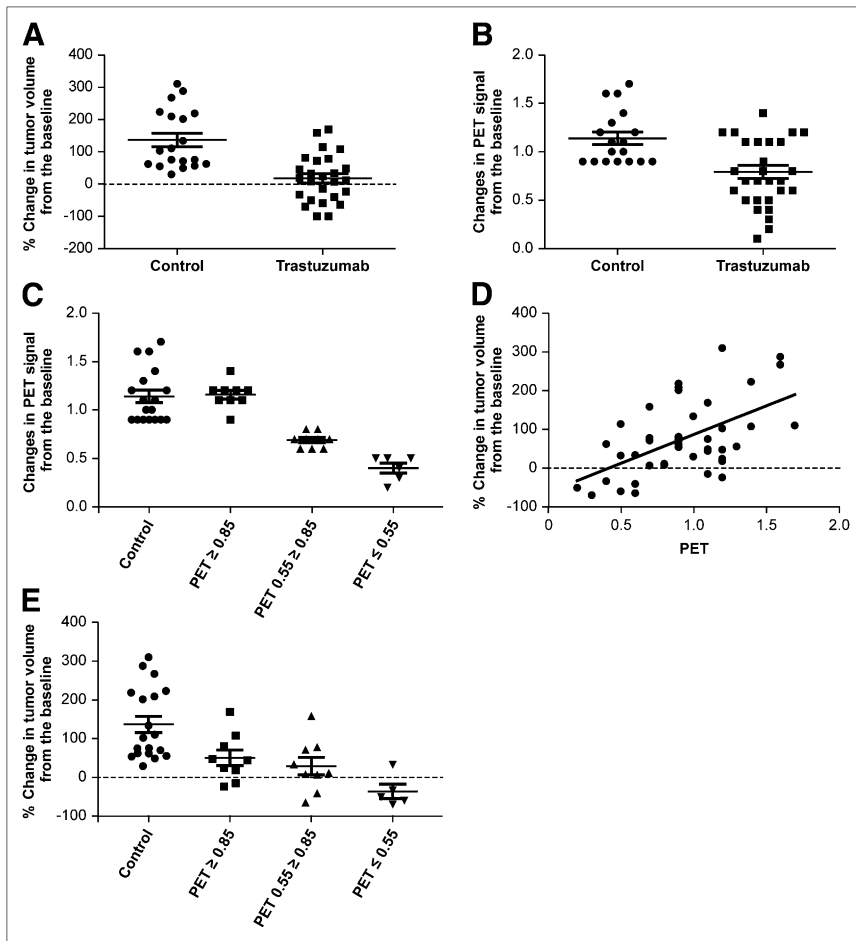 A
% Change in tumor volume
from the baseline
400
300
200
100
0
-100
-200
Control
Trastuzumab
B
Changes in PET signal
from the baseline
2.0
1.5
1.0
0.5
0.0
Control
Trastuzumab
C
Changes in PET signal
from the baseline
2.0
1.5
1.0
0.5
0.0
Control
PET ≥ 0.85
PET 0.55 ≥ 0.85
PET ≤ 0.55
D
% Change in tumor volume
from the baseline
400
300
200
100
0
-100
0
0.5
1.0
1.5
2.0
PET
E
% Change in tumor volume
from the baseline
400
300
200
100
0
-100
Control
PET ≥ 0.85
PET 0.55 ≥ 0.85
PET ≤ 0.55